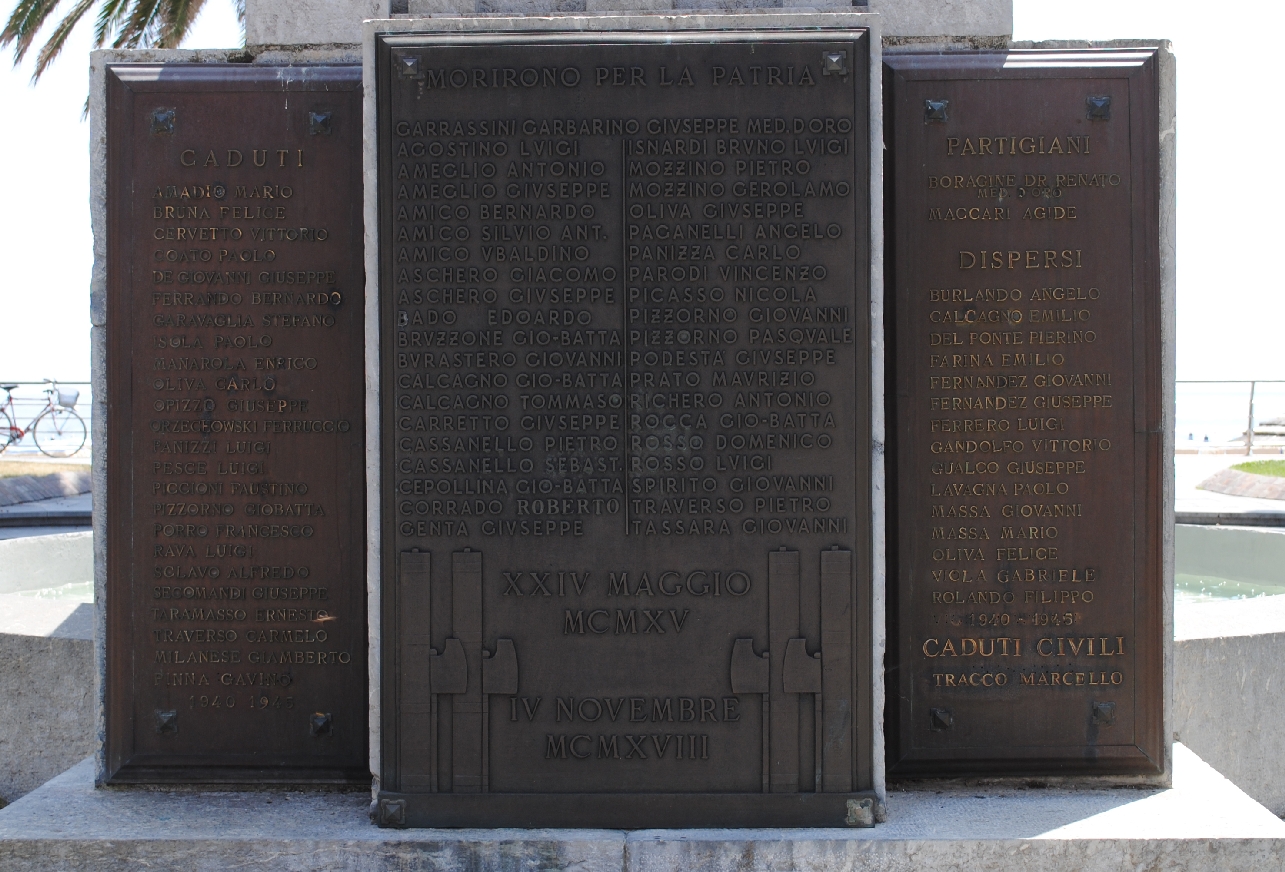 CADUTI
AMADIO MARIO
BRUNA FELICE
CERVETTO VITTORIO
COATO PAOLO
DE GIOVANNI GIUSEPPE
FERRANDO BERNARDO
GARAVAGLIA STEFANO
ISOLA PAOLO
MANAROLA ENRICO
OLIVA CARLO
OPIZZO GIUSEPPE
ORZECHOWSKI FERRUCCIO
PANIZZI LUIGI
PESCE LUIGI
PICCIONI FAUSTINO
PIZZORNO GIOBATTA
PORRO FRANCESCO
RAVA LUIGI
SCLAVO ALFREDO
SECOMANDI GIUSEPPE
TARAMASSO ERNESTO
TRAVERSO CARMELO
MILANESE GIAMBERTO
PINNA GAVINO
1940 1945
MORIRONO PER LA PATRIA
GARRASSINI GARBARINO GIVSEPPE MED.D'ORO
AGOSTINO LVIGI
AMEGLIO ANTONIO
AMEGLIO GIVSEPPE
AMICO BERNARDO
AMICO SILVIO ANT.
AMICO VBALDINO
ASCHERO GIACOMO
ASCHERO GIVSEPPE
BADO EDOARDO
BRVZZONE GIO-BATTA
BVRASTERO GIOVANNI
CALCAGNO GIO-BATTA
CALCAGNO TOMMASO
CARRETTO GIVSEPPE
CASSANELLO PIETRO
CASSANELLO SEBAST.
CEPOLLINA GIO-BATTA
CORRADO ROBERTO
GENTA GIVSEPPE
ISNARDI BRVNO LVIGI
MOZZINO PIETRO
MOZZINO GEROLAMO
OLIVA GIVSEPPE
PAGANELLI ANGELO
PANIZZA CARLO
PARODI VINCENZO
PICASSO NICOLA
PIZZORNO GIOVANNI
PIZZORNO PASQVALE
PODESTA GIVSEPPE
PRATO MAVRIZIO
RICHERO ANTONIO
ROCCA GIO-BATTA
ROSSO DOMENICO
ROSSO LVIGI
SPIRITO GIOVANNI
TRAVERSO PIETRO
TASSARA GIOVANNI
XXIV MAGGIO
MCMXV
IV NOVEMBRE
MCMXVIII
PARTIGIANI
BORACINE DR RENATO
MED. D'ORO
MACCARI AGIDE
DISPERSI
BURLANDO ANGELO
CALCAGNO EMILIO
DEL PONTE PIERINO
FARINA EMILIO
FERNANDEZ GIOVANNI
FERNANDEZ GIUSEPPE
FERRERO LUIGI
GANDOLFO VITTORIO
GUALCO GIUSEPPE
LAVAGNA PAOLO
MASSA GIOVANNI
MASSA MARIO
OLIVA FELICE
VIOLA GABRIELE
ROLANDO FILIPPO
1940 - 1945
CADUTI CIVILI
TRACCO MARCELLO